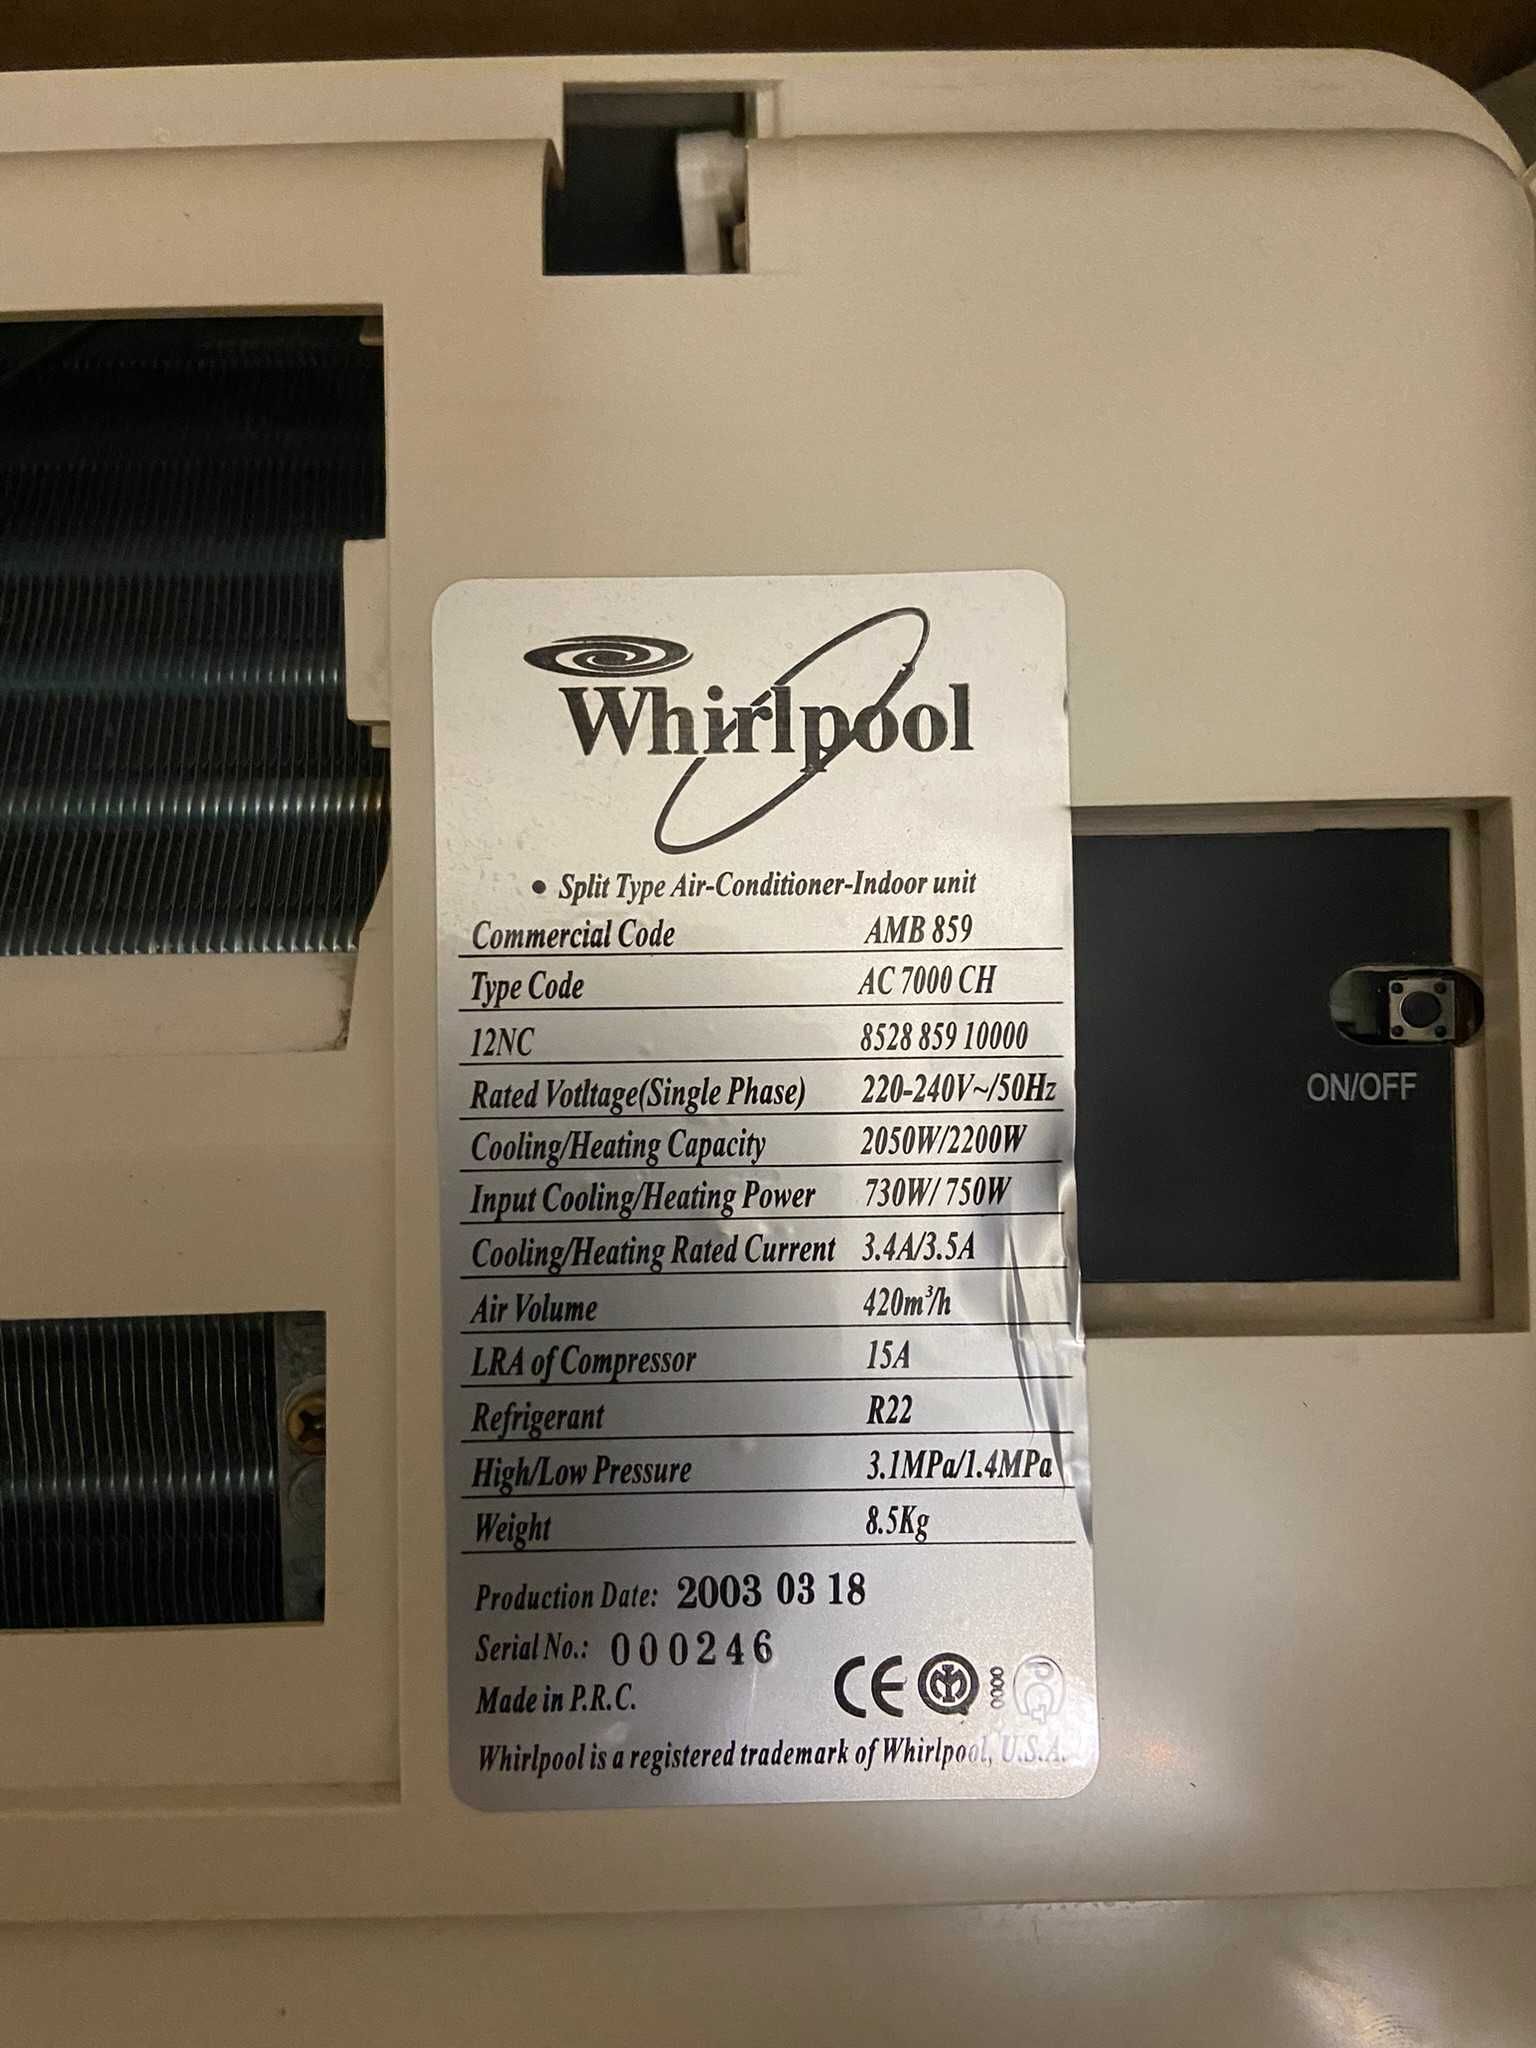 Whirlpool
• Split Type Air-Conditioner-Indoor unit
Commercial Code AMB 859
Type Code AC 7000 CH
12NC 8528 859 10000
Rated Votltage(Single Phase) 220-240V~/50Hz
Cooling/Heating Capacity 2050W/2200W
Input Cooling/Heating Power 730W/ 750W
Cooling/Heating Rated Current 3.4A/3.5A
Air Volume 420m³/h
LRA of Compressor 15A
Refrigerant R22
High/Low Pressure 3.1MPa/1.4MPa
Weight 8.5Kg
Production Date: 2003 03 18
Serial No.: 000246
Made in P.R.C.
CE
Whirlpool is a registered trademark of Whirlpool, U.S.A.
ON/OFF